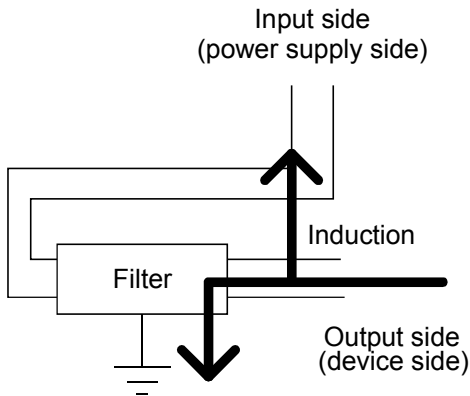 Input side
(power supply side)
Induction
Filter
Output side
(device side)